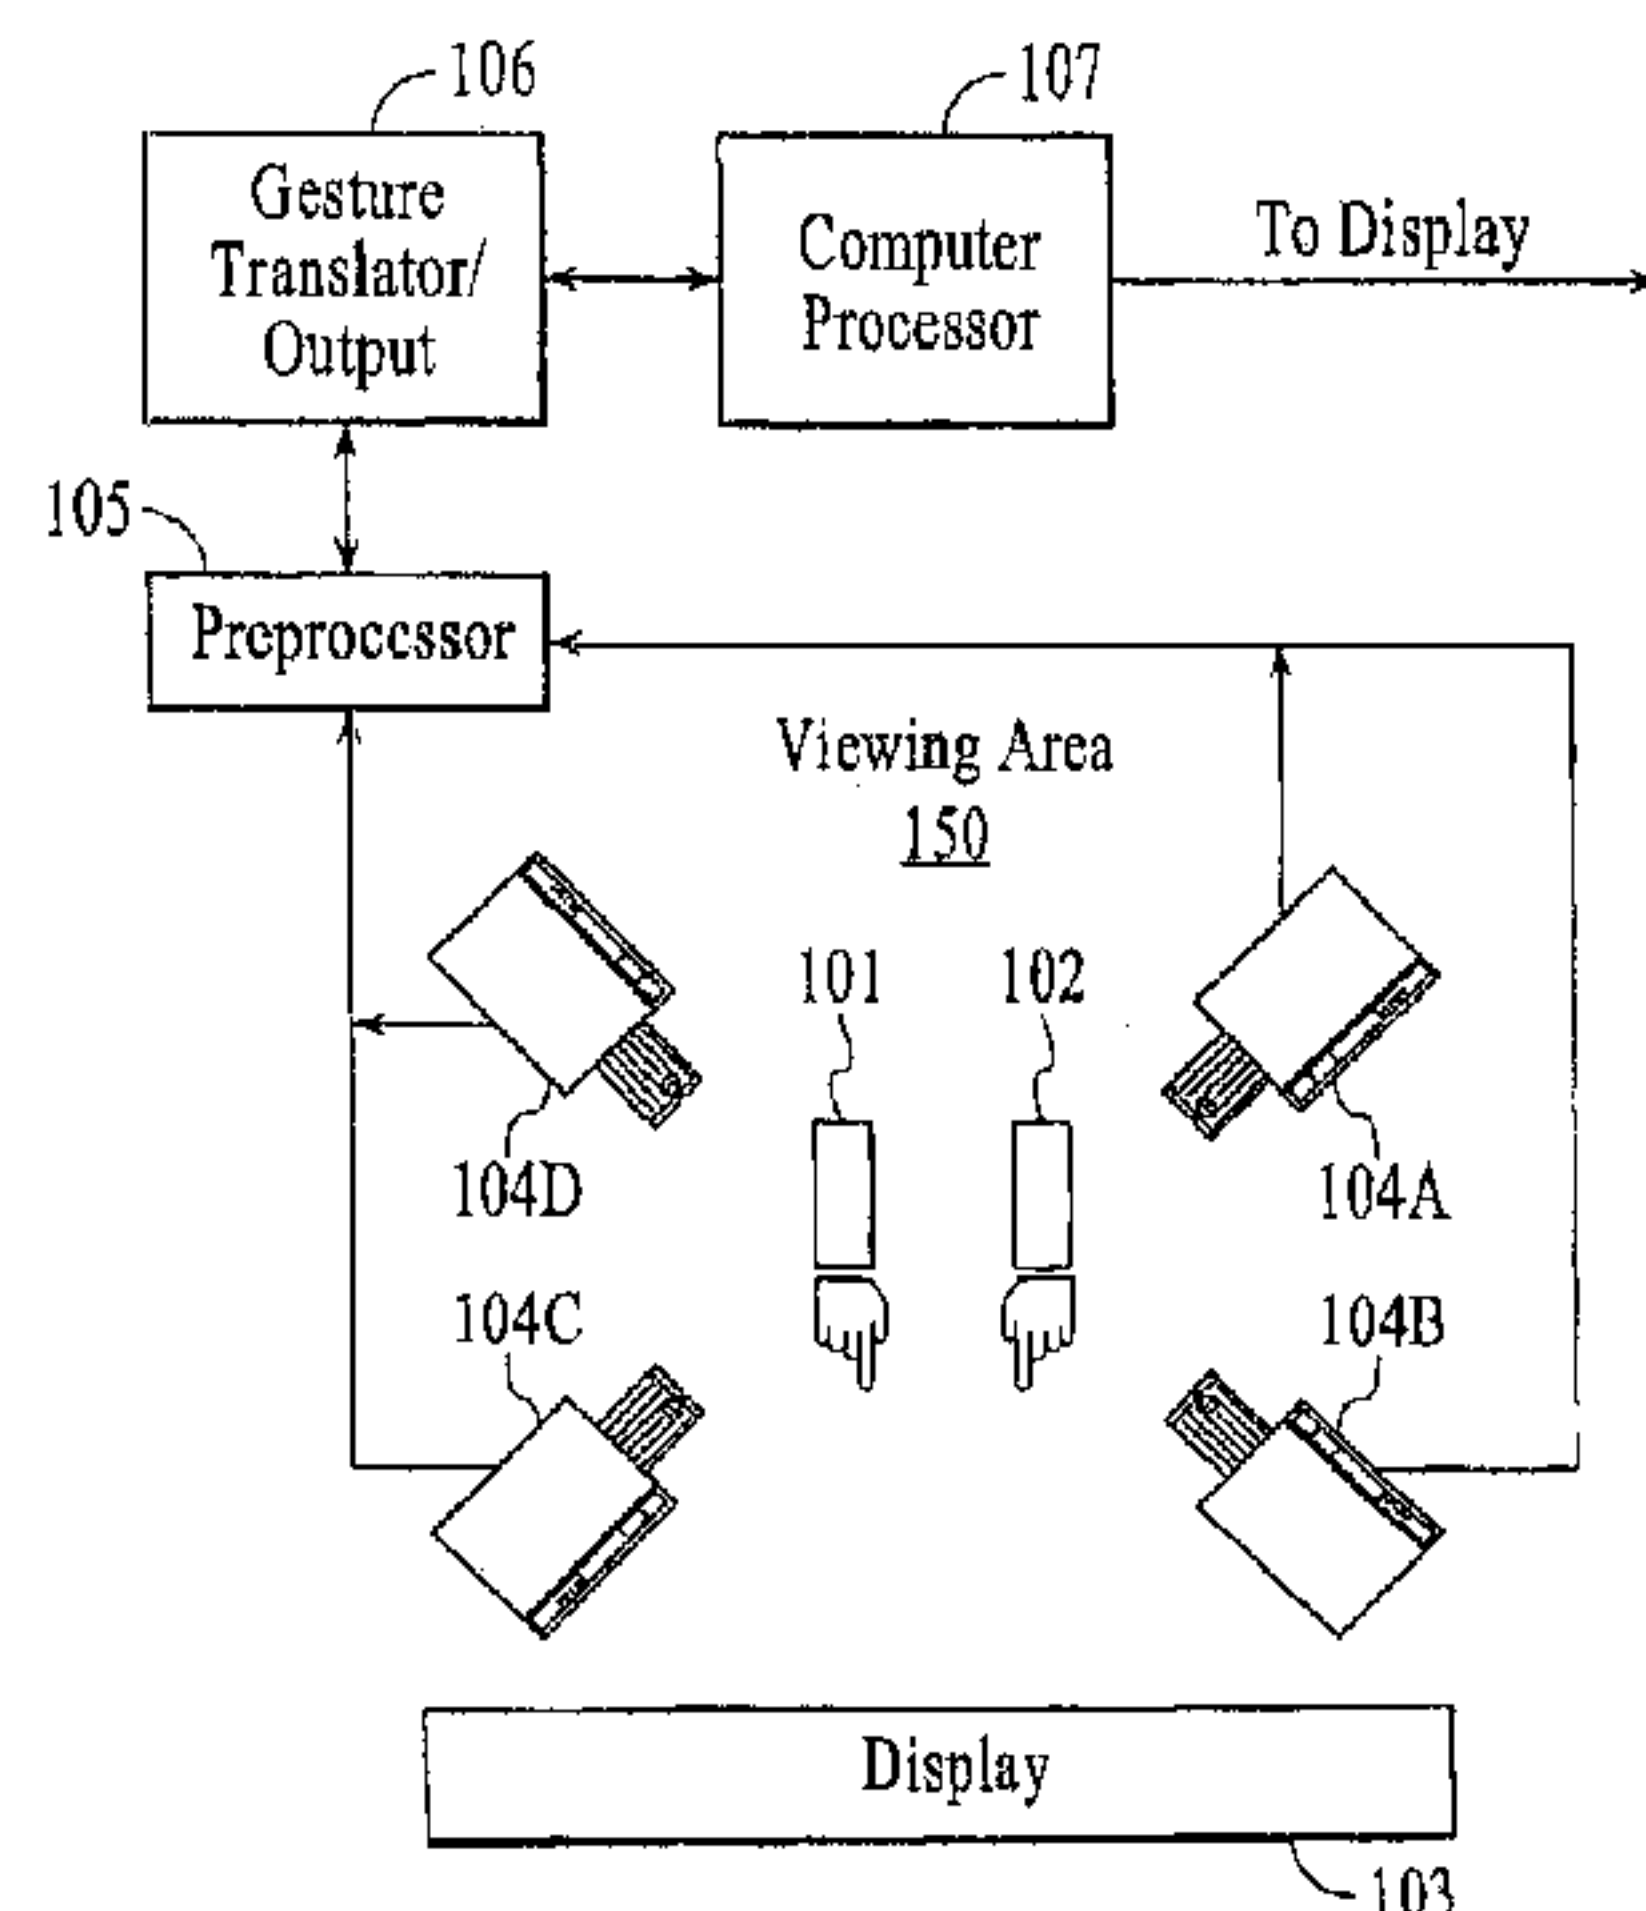 106
107
Gesture
Translator/
Output
Computer
Processor
To Display
105
Preprocessor
Viewing Area
150
101
102
104D
104A
104C
104B
Display
103